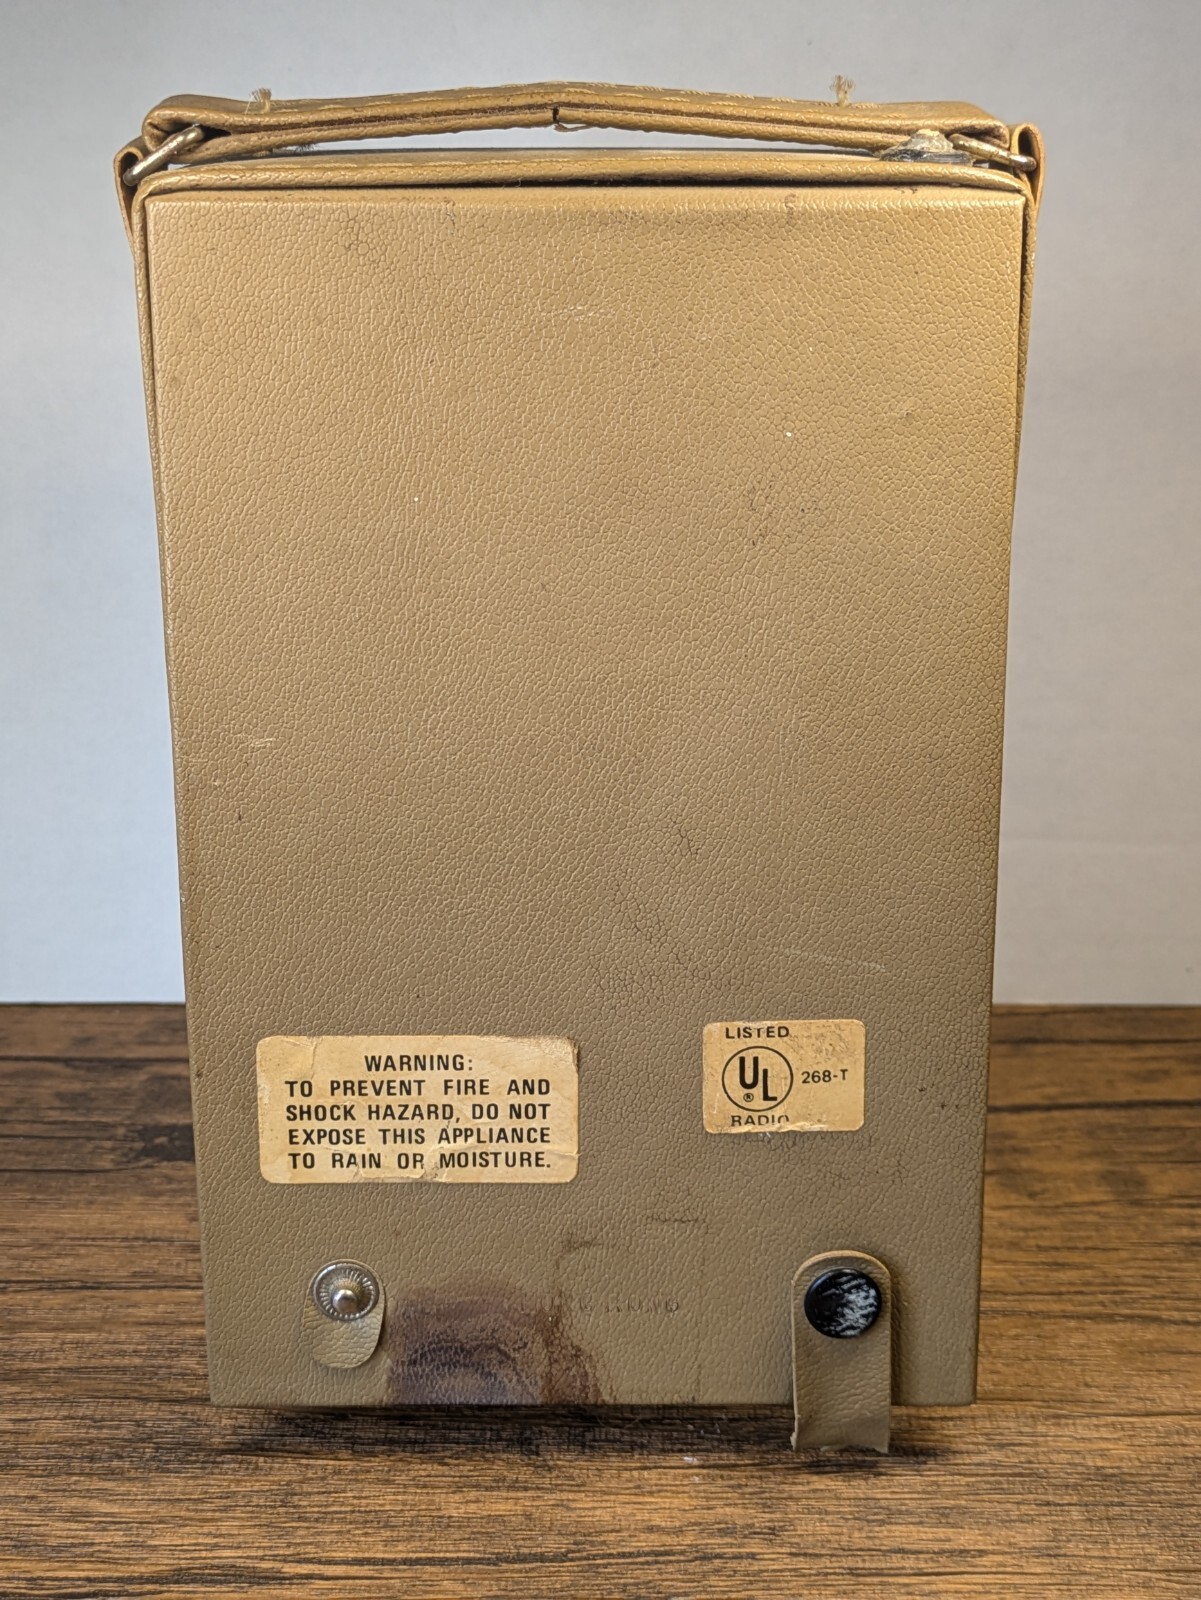 WARNING:
TO PREVENT FIRE AND
SHOCK HAZARD, DO NOT
EXPOSE THIS APPLIANCE
TO RAIN OR MOISTURE.
LISTED
UL
®
268-T
RADIO